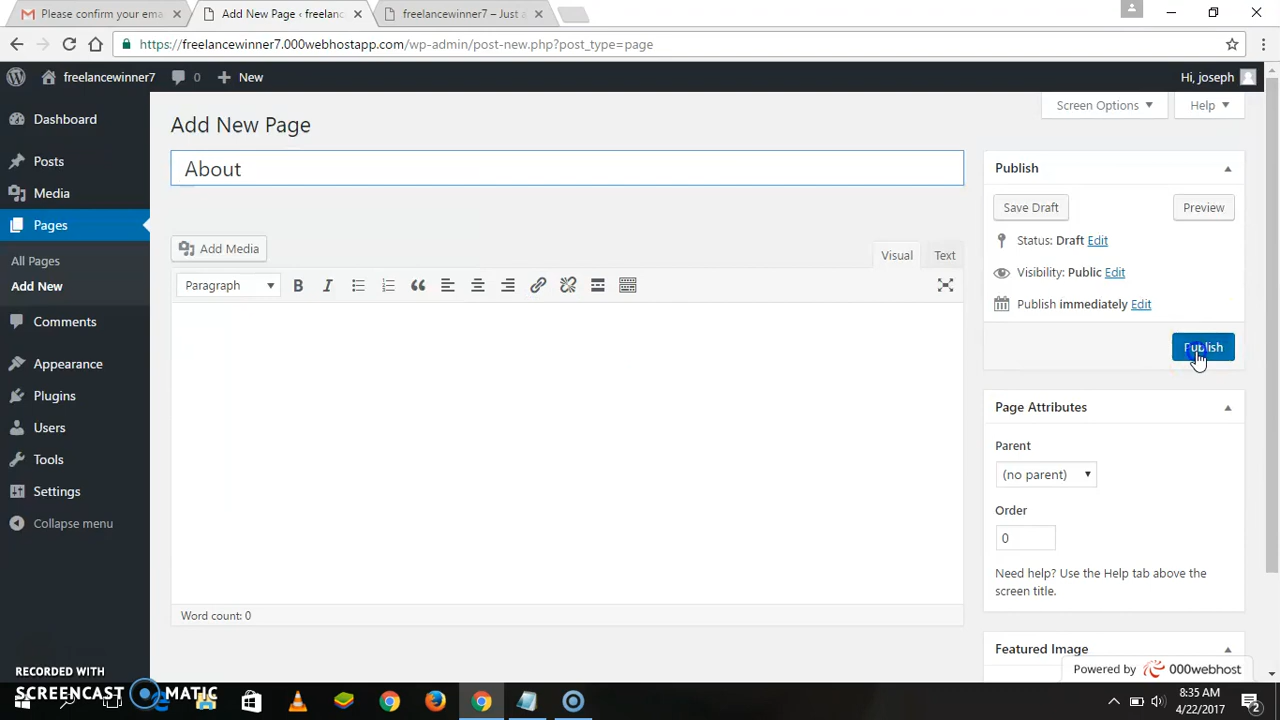 Please confirm your ema
Add New Page ‹ freelanc
freelancewinner7 – Just a
https://freelancewinner7.000webhostapp.com/wp-admin/post-new.php?post_type=page
freelancewinner7
0
New
Hi, joseph
Screen Options
Help
Dashboard
Posts
Media
Pages
All Pages
Add New
Comments
Appearance
Plugins
Users
Tools
Settings
Collapse menu
Add New Page
About
Add Media
Visual
Text
Paragraph
B
I
Word count: 0
Publish
Save Draft
Preview
Status: Draft Edit
Visibility: Public Edit
Publish immediately Edit
Publish
Page Attributes
Parent
(no parent)
Order
0
Need help? Use the Help tab above the
screen title.
Featured Image
Powered by 000webhost
RECORDED WITH
SCREENCAST MATIC
8:35 AM
4/22/2017
2